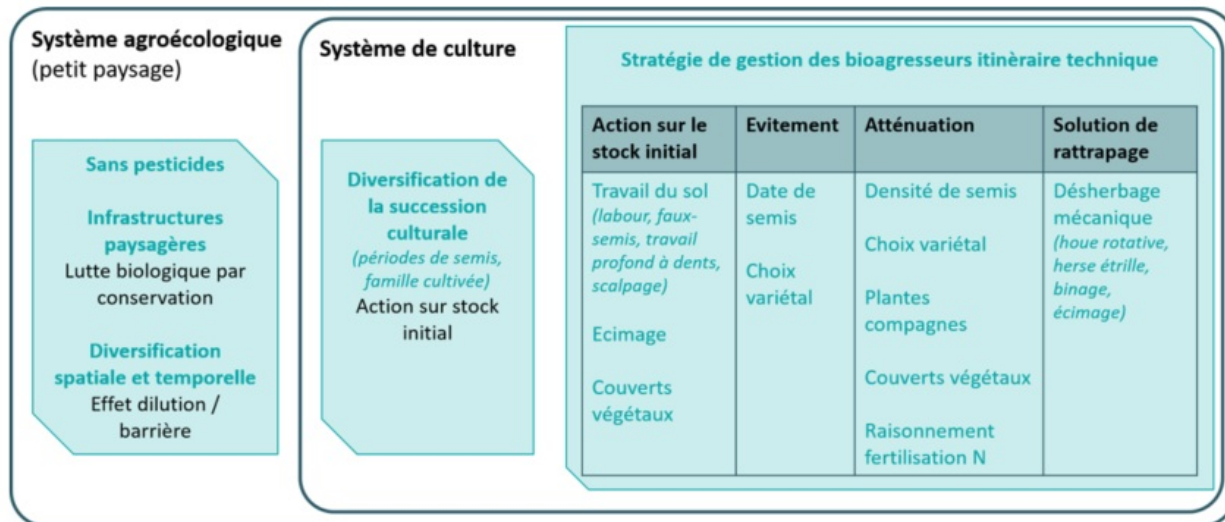 Système agroécologique
(petit paysage)
Sans pesticides
Infrastructures
paysagères
Lutte biologique par
conservation
Diversification
spatiale et temporelle
Effet dilution /
barrière
Système de culture
Diversification de
la succession
culturale
(périodes de semis,
famille cultivée)
Action sur stock
initial
Stratégie de gestion des bioagresseurs itinèraire technique
Action sur le
stock initial
Evitement
Atténuation
Solution de
rattrapage
Travail du sol
(labour, faux-
semis, travail
profond à dents,
scalpage)
Ecimage
Couverts
végétaux
Date de
semis
Choix
variétal
Densité de semis
Choix variétal
Plantes
compagnes
Couverts végétaux
Raisonnement
fertilisation N
Désherbage
mécanique
(houe rotative,
herse étrille,
binage,
écimage)